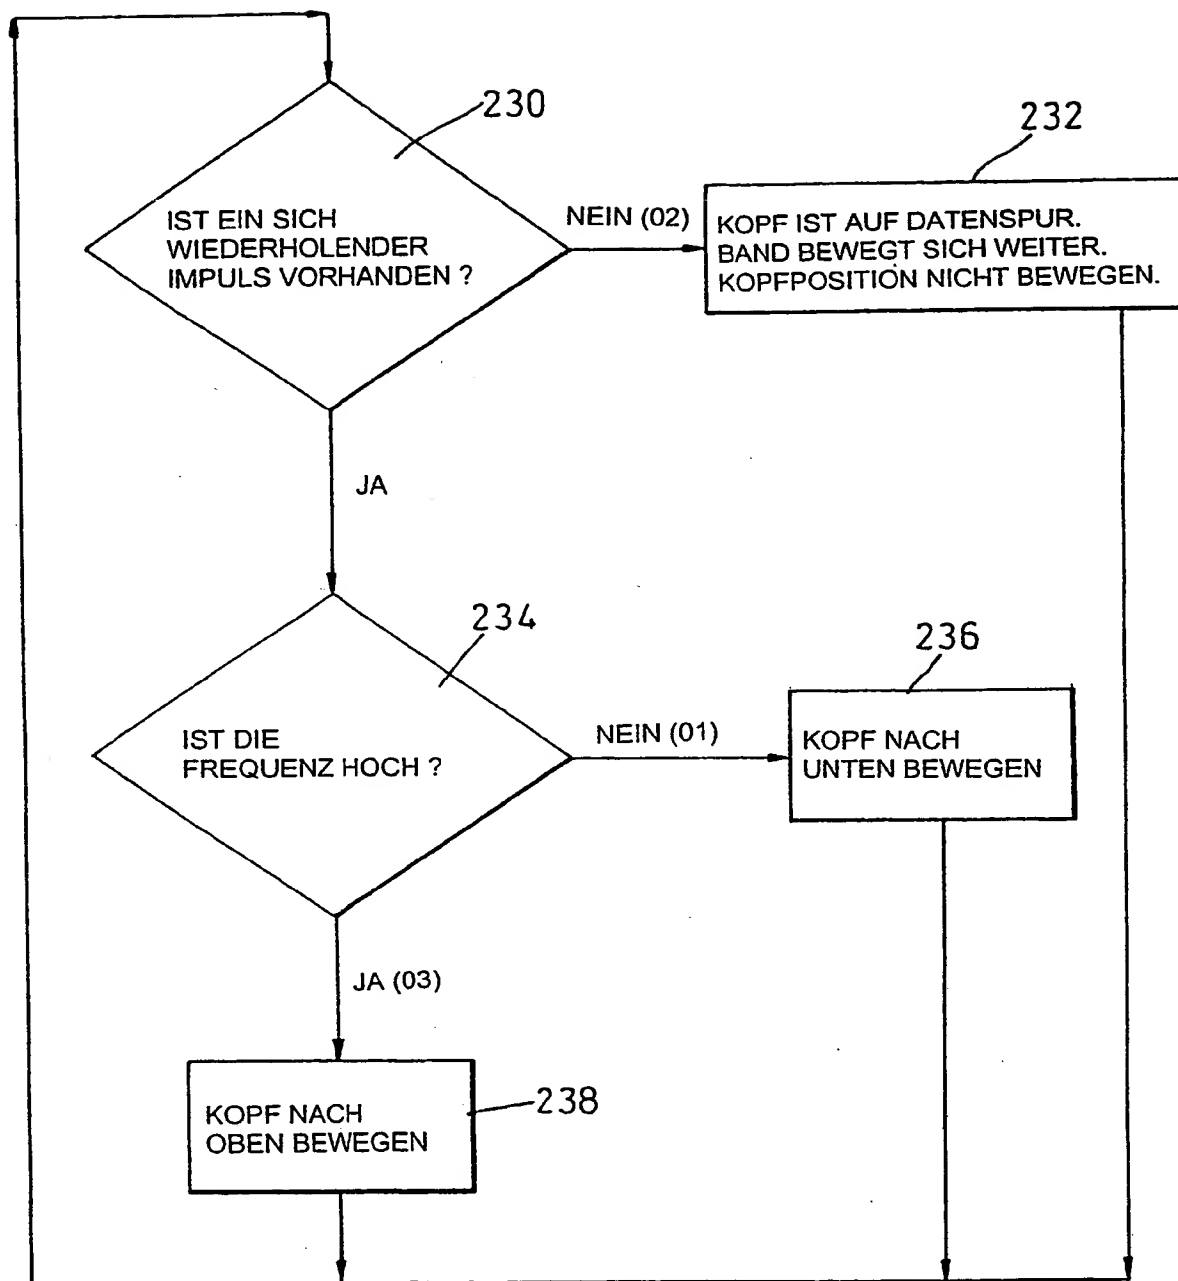 230
232
IST EIN SICH
WIEDERHOLENDER
IMPULS VORHANDEN ?
NEIN (02)
KOPF IST AUF DATENSPUR.
BAND BEWEGT SICH WEITER.
KOPFPOSITION NICHT BEWEGEN.
JA
234
236
IST DIE
FREQUENZ HOCH ?
NEIN (01)
KOPF NACH
UNTEN BEWEGEN
JA (03)
238
KOPF NACH
OBEN BEWEGEN